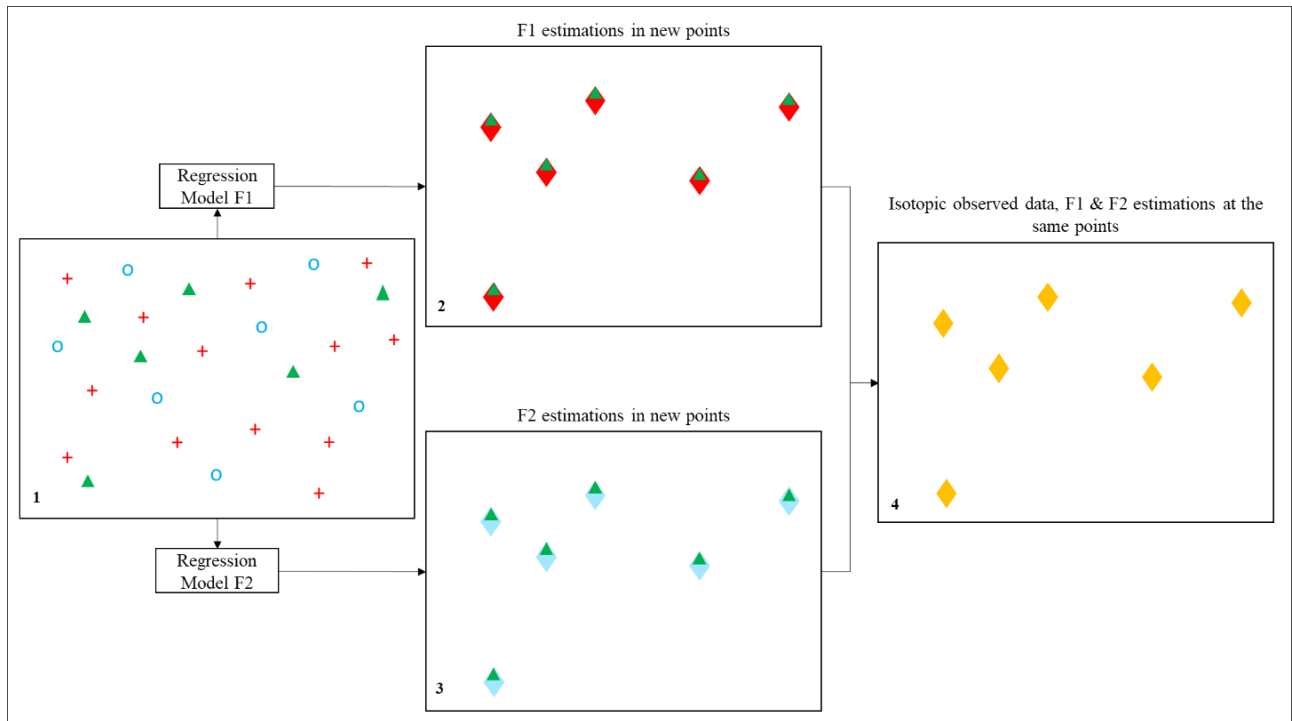 F1 estimations in new points
Regression
Model F1
2
Isotopic observed data, F1 & F2 estimations at the
same points
1
4
F2 estimations in new points
Regression
Model F2
3